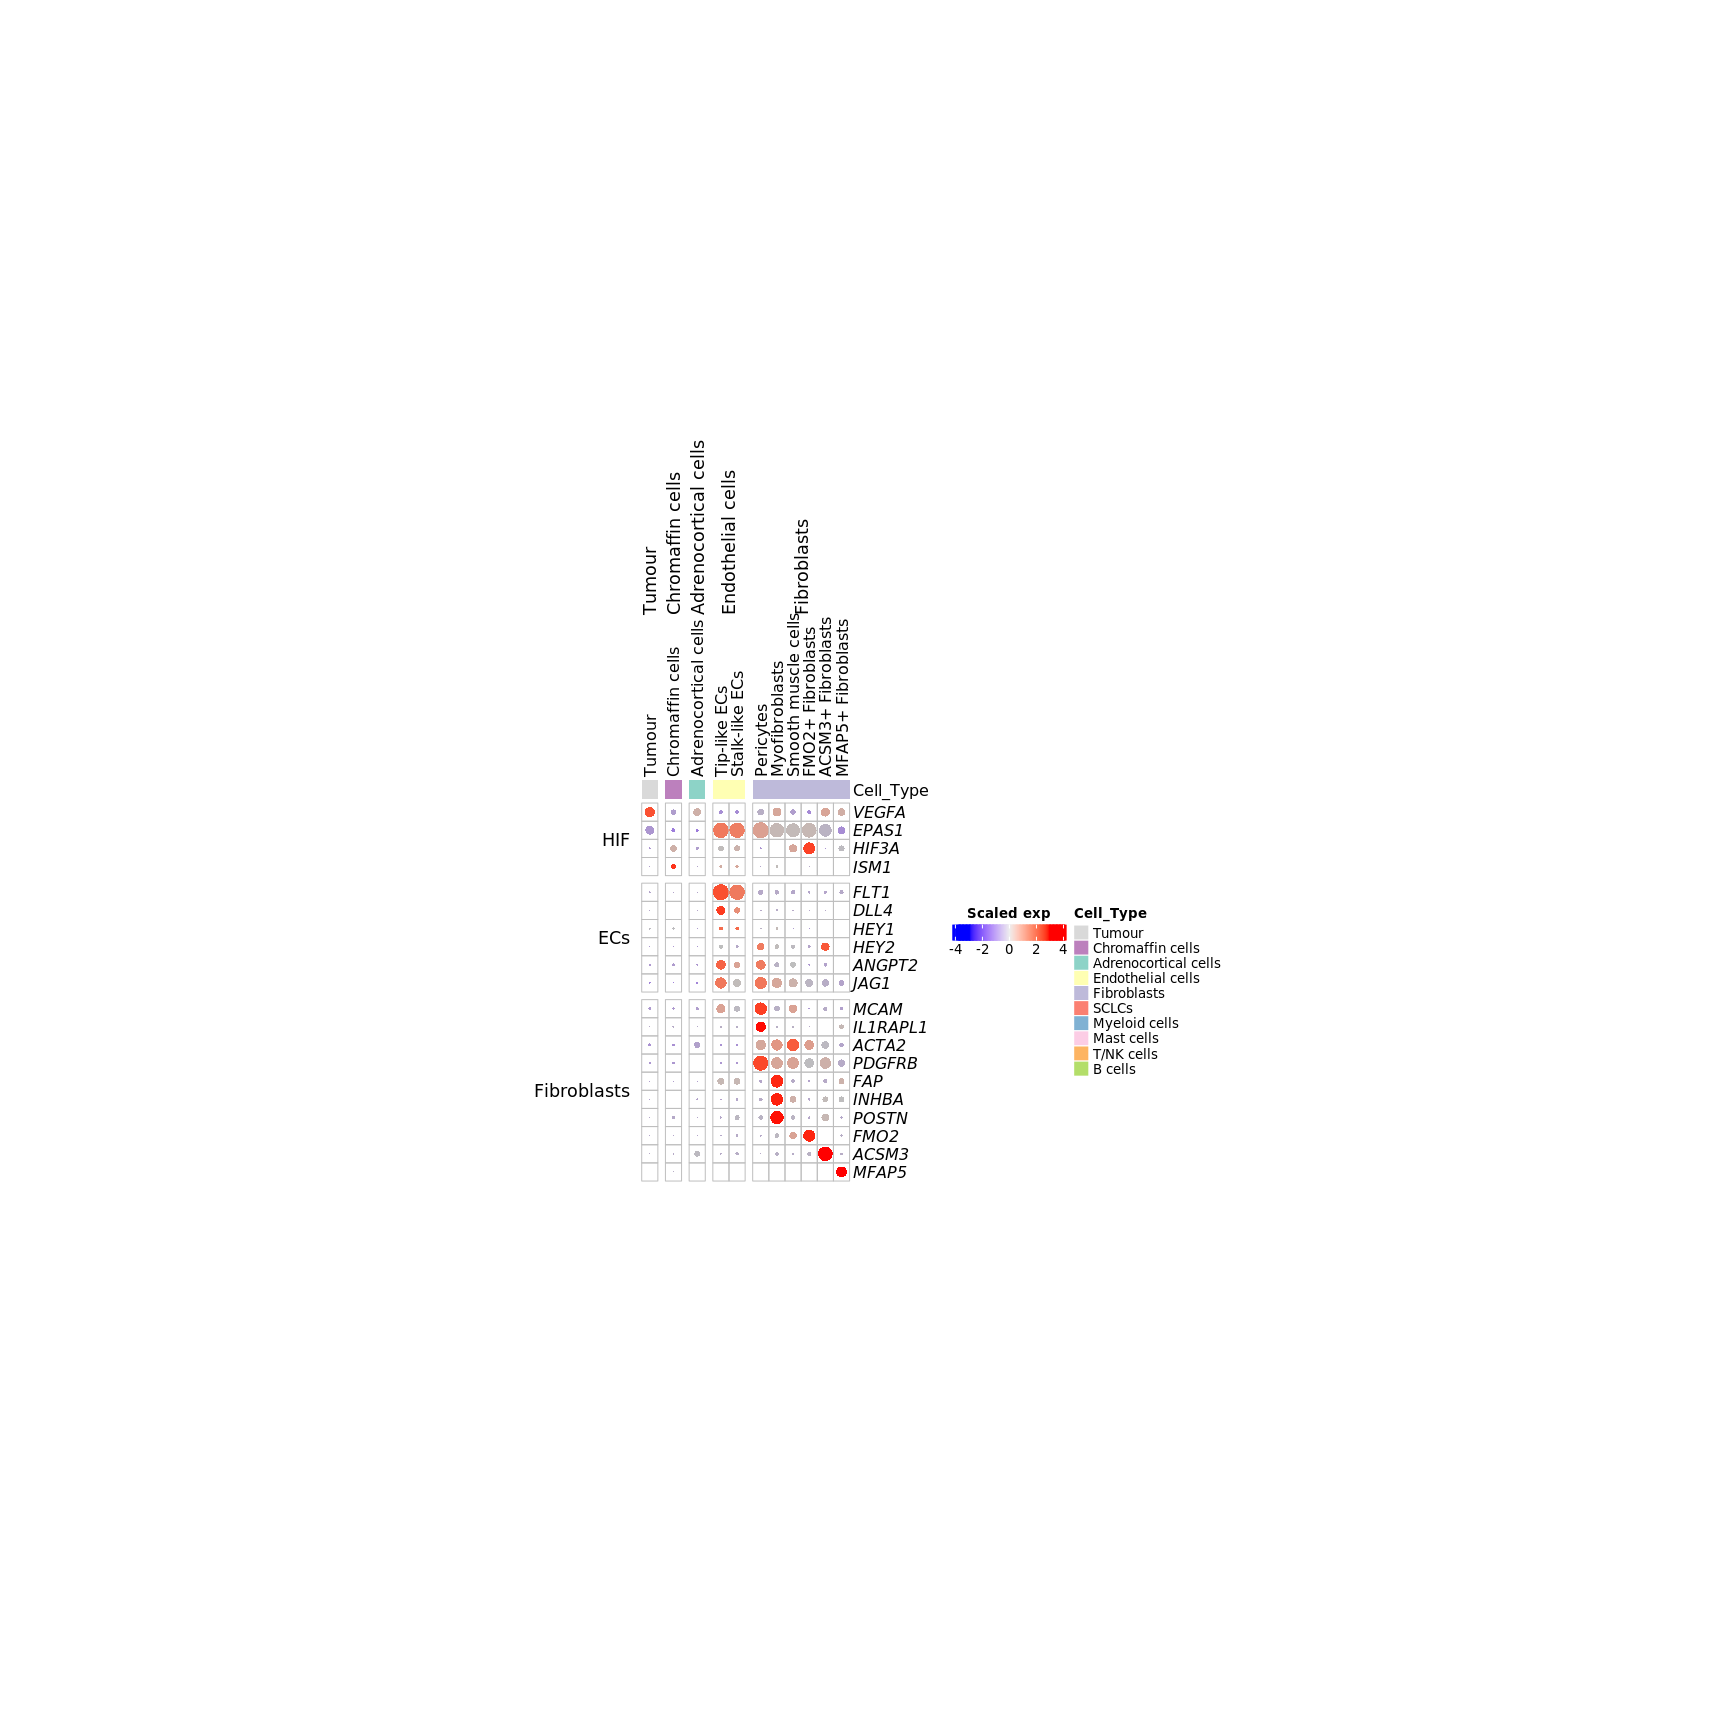 Tumour
Chromaffin cells
Adrenocortical cells
Endothelial cells
Fibroblasts
Tumour
Chromaffin cells
Adrenocortical cells
Tip-like ECs
Stalk-like ECs
Pericytes
Myofibroblasts
Smooth muscle cells
FMO2+ Fibroblasts
ACSM3+ Fibroblasts
MFAP5+ Fibroblasts
Cell_Type
HIF
VEGFA
EPAS1
HIF3A
ISM1
ECs
FLT1
DLL4
HEY1
HEY2
ANGPT2
JAG1
Fibroblasts
MCAM
IL1RAPL1
ACTA2
PDGFRB
FAP
INHBA
POSTN
FMO2
ACSM3
MFAP5
Scaled exp
-4 -2 0 2 4
Cell_Type
Tumour
Chromaffin cells
Adrenocortical cells
Endothelial cells
Fibroblasts
SCLCs
Myeloid cells
Mast cells
T/NK cells
B cells